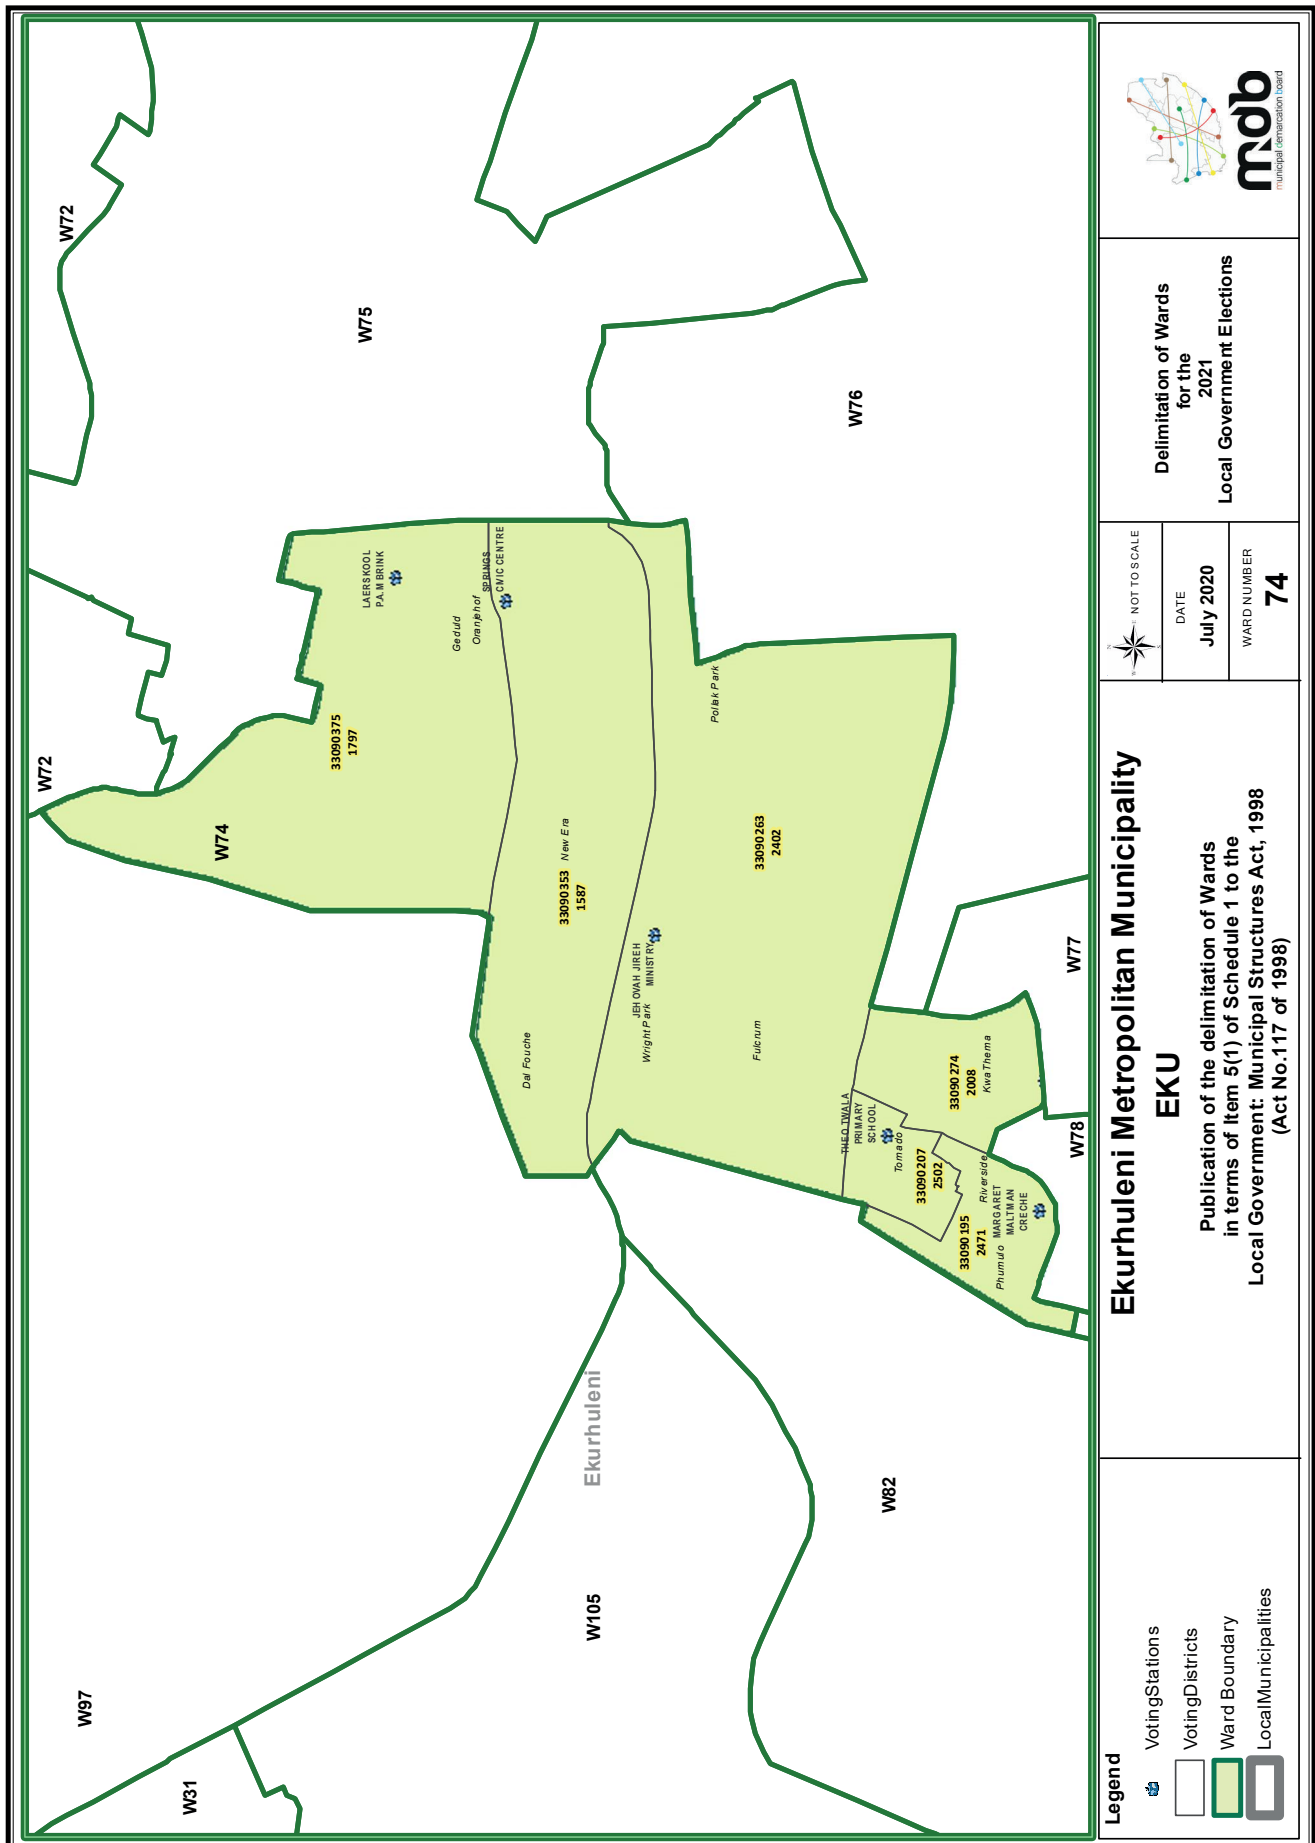 W97
W31
W105
Ekurhuleni
W82
W72
W74
W72
W75
W76
W77
W78
33090375
1797
LAERSKOOL
P.A.M BRINK
Geduld
Oranjehof
SPRINGS
CIVIC CENTRE
33090353
1587
New Era
Dal Fouche
JEHOVAH JIREH
MINISTRY
Wright Park
Pollak Park
33090263
2402
Fulcrum
THEO TWALA
PRIMARY
SCHOOL
Tornado
33090207
2502
33090274
2008
KwaThema
Riverside
33090195
2471
Phumulo
MARGARET
MALTMAN
CRECHE
Legend
VotingStations
VotingDistricts
Ward Boundary
LocalMunicipalities
Ekurhuleni Metropolitan Municipality
EKU
Publication of the delimitation of Wards
in terms of Item 5(1) of Schedule 1 to the
Local Government: Municipal Structures Act, 1998
(Act No.117 of 1998)
N
W
E
S
NOT TO SCALE
DATE
July 2020
WARD NUMBER
74
Delimitation of Wards
for the
2021
Local Government Elections
mdb
municipal demarcation board